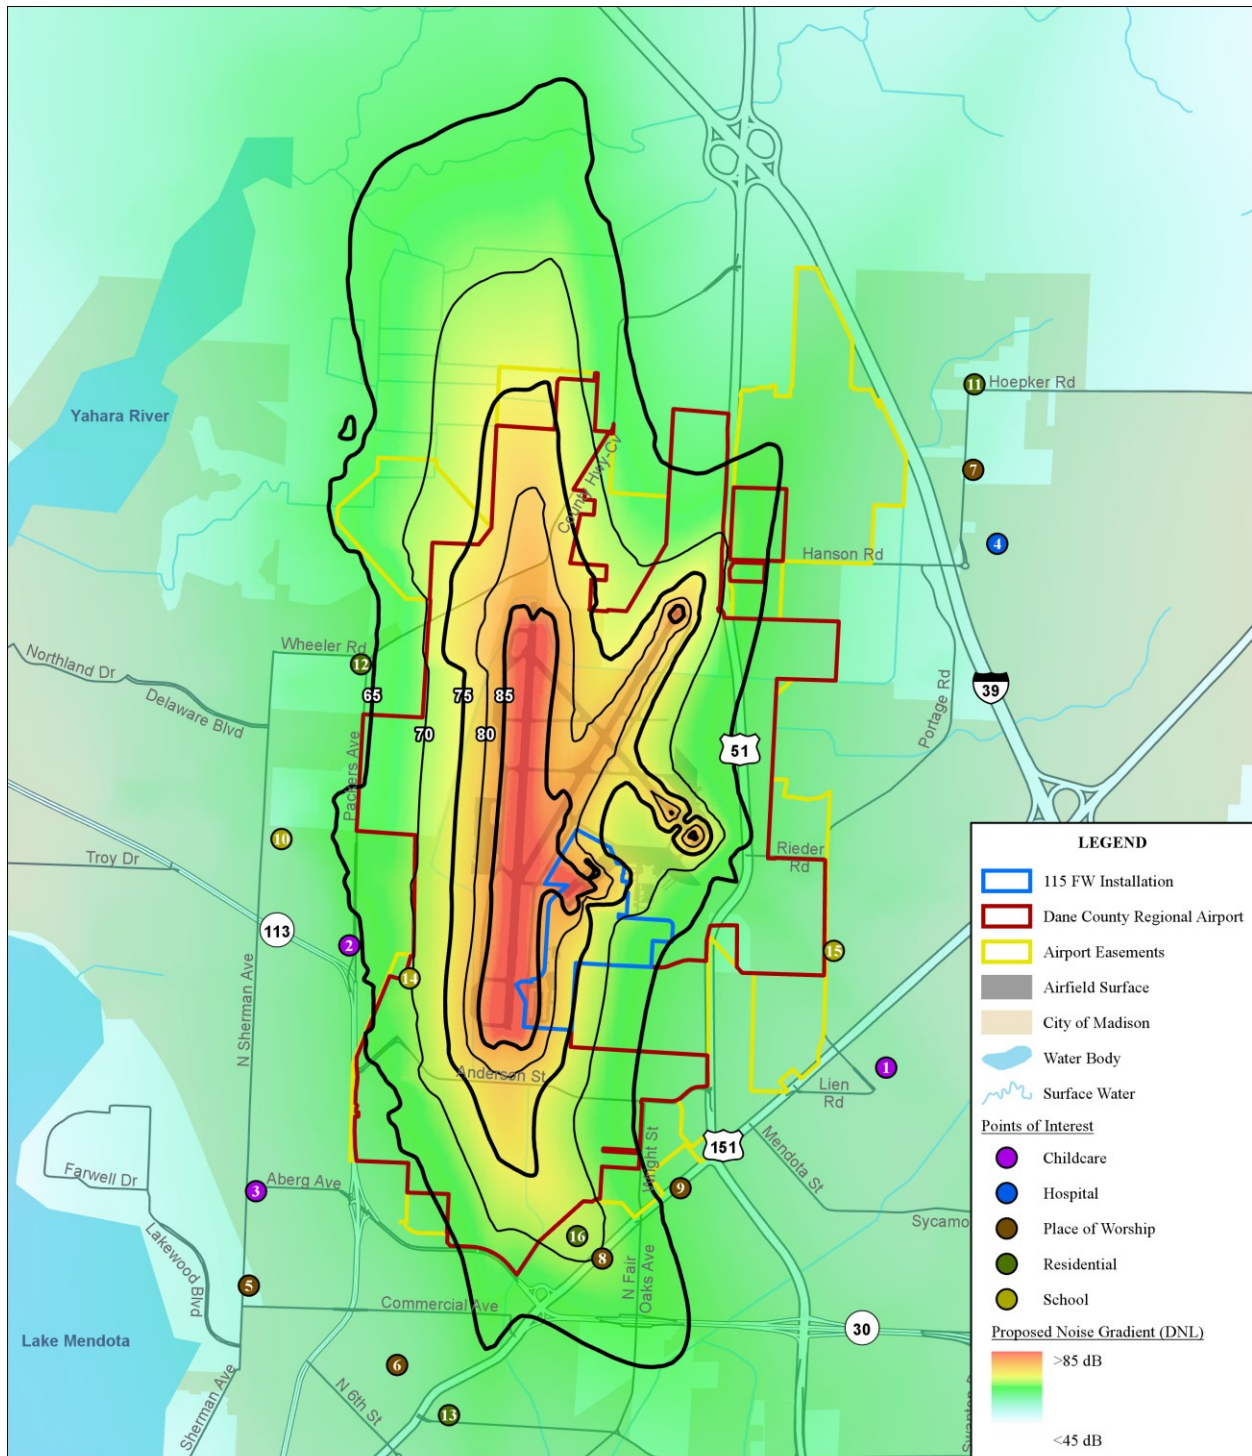 Yahara River
11
Hoepker Rd
7
4
County Hwy-Cv
Hanson Rd
Wheeler Rd
12
Northland Dr
Delaware Blvd
65
75
85
70
80
39
Portage Rd
51
Packers Ave
10
Troy Dr
Rieder
Rd
113
2
14
15
N Sherman Ave
Anderson St
1
Lien
Rd
151
Mendota St
Wright St
Farwell Dr
3
Aberg Ave
9
Sycamo
Lakewood Blvd
16
8
N Fair
Oaks Ave
5
Commercial Ave
30
Lake Mendota
6
N 6th St
13
Sherman Ave
LEGEND
115 FW Installation
Dane County Regional Airport
Airport Easements
Airfield Surface
City of Madison
Water Body
Surface Water
Points of Interest
Childcare
Hospital
Place of Worship
Residential
School
Proposed Noise Gradient (DNL)
>85 dB
<45 dB